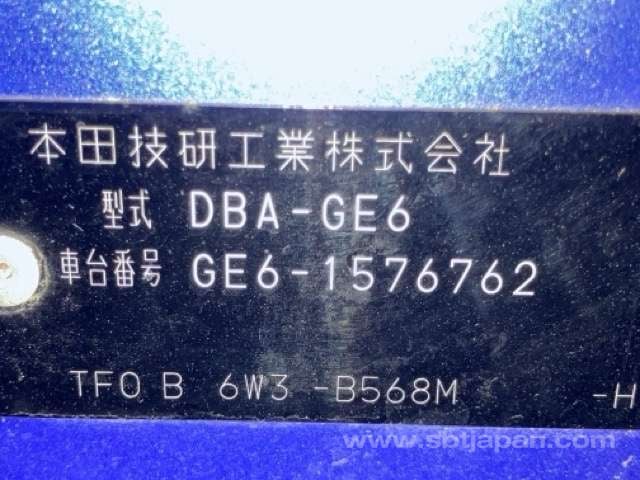 本田技研工業株式会社
型式 DBA-GE6
車台番号 GE6-1576762
TFO B 6W3 -B568M -H
www.sbtjapan.com